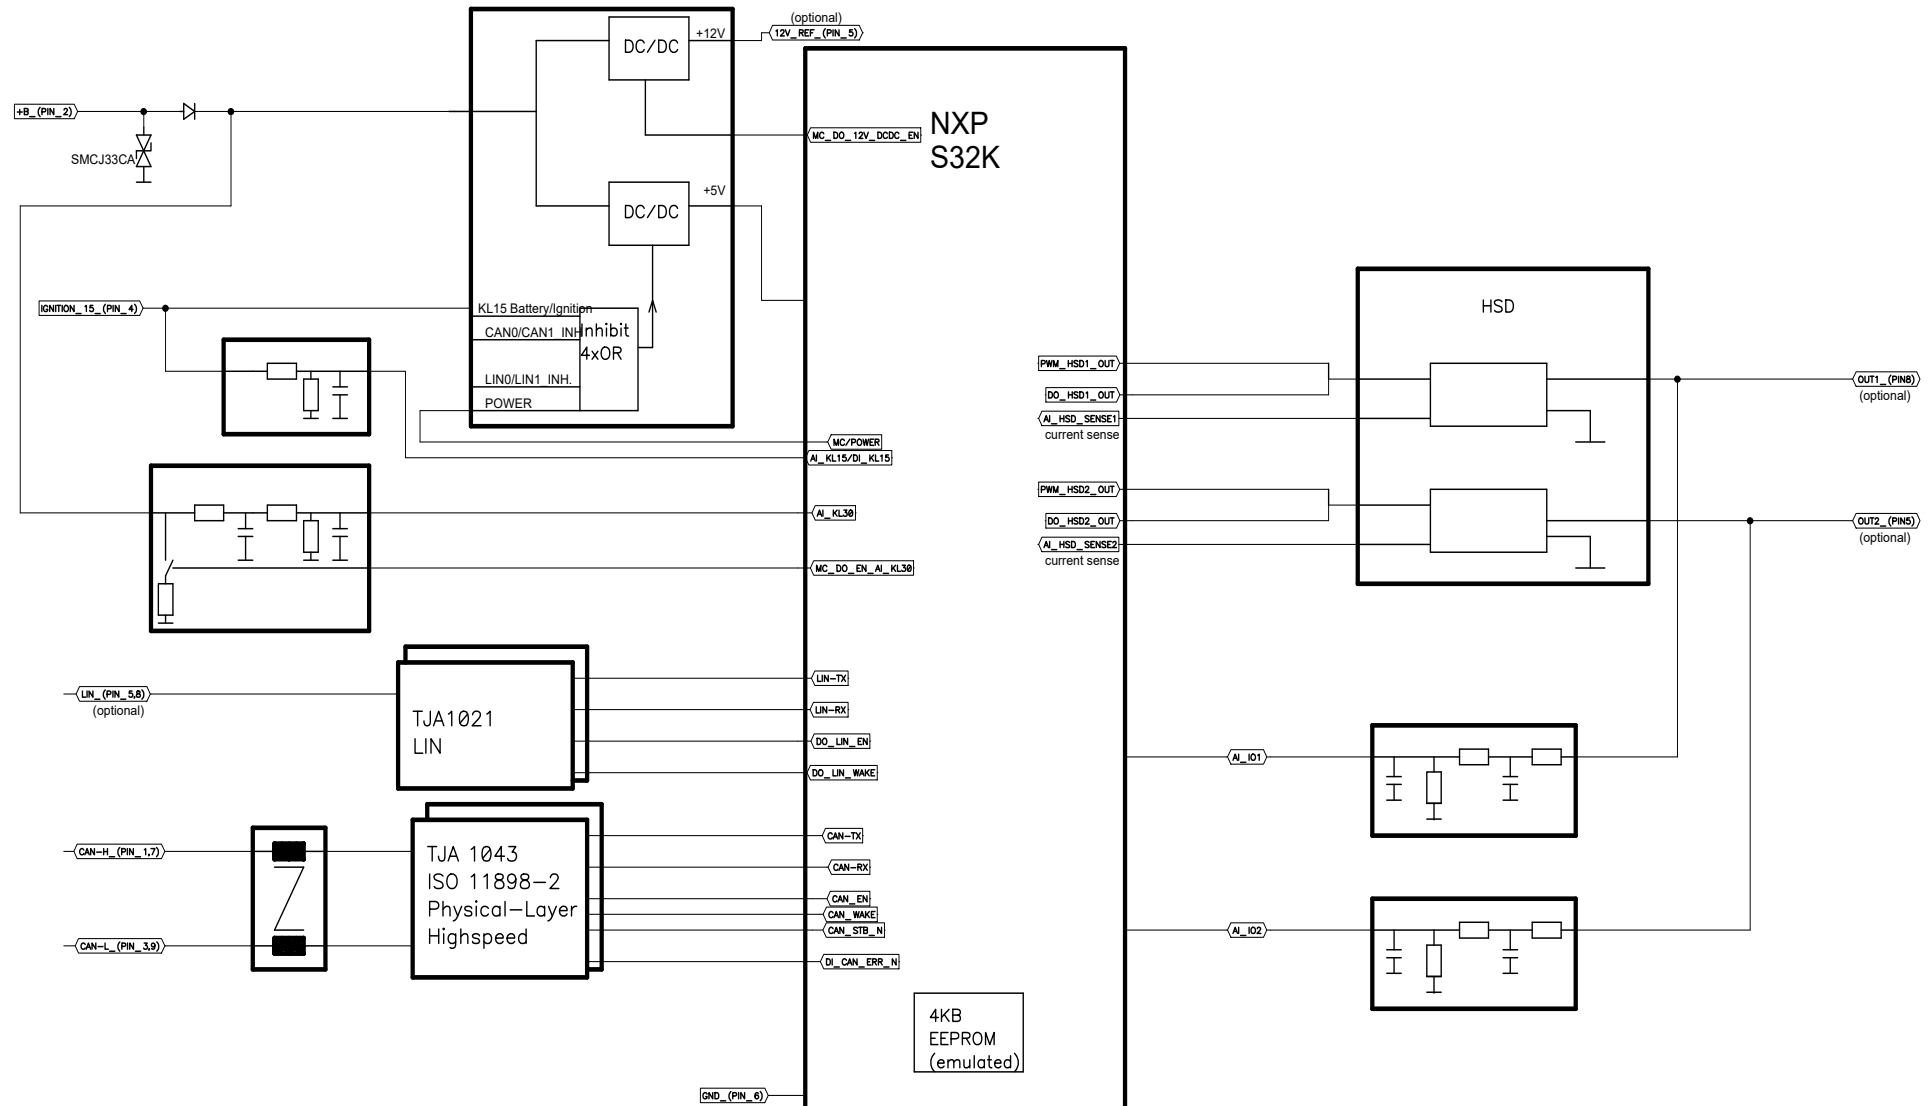 (optional)
12V_REF_(PIN_5)
+12V
DC/DC
+B_(PIN_2)
SMCJ33CA
MC_DO_12V_DCDC_EN
NXP
S32K
+5V
DC/DC
IGNITION_15_(PIN_4)
KL15 Battery/Ignition
CAN0/CAN1_INH
Inhibit
4xOR
LIN0/LIN1_INH.
POWER
MC/POWER
AI_KL15/DI_KL15
AI_KL30
MC_DO_EN_AI_KL30
HSD
PWM_HSD1_OUT
DO_HSD1_OUT
AI_HSD_SENSE1
current sense
OUT1_(PIN8)
(optional)
PWM_HSD2_OUT
DO_HSD2_OUT
AI_HSD_SENSE2
current sense
OUT2_(PIN5)
(optional)
LIN_(PIN_5,8)
(optional)
TJA1021
LIN
LIN-TX
LIN-RX
DO_LIN_EN
DO_LIN_WAKE
AI_IO1
CAN-H_(PIN_1,7)
CAN-L_(PIN_3,9)
TJA 1043
ISO 11898-2
Physical-Layer
Highspeed
CAN-TX
CAN-RX
CAN_EN
CAN_WAKE
CAN_STB_N
DI_CAN_ERR_N
AI_IO2
4KB
EEPROM
(emulated)
GND_(PIN_6)